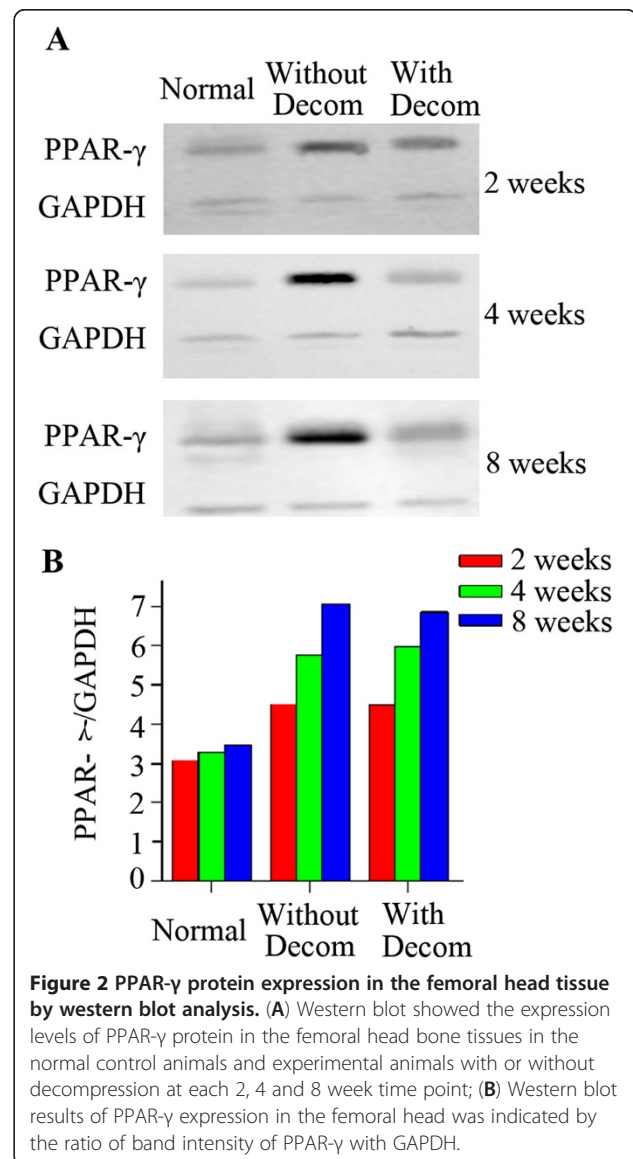 A
Normal
Without
Decom
With
Decom
PPAR-γ
GAPDH
2 weeks
PPAR-γ
GAPDH
4 weeks
PPAR-γ
GAPDH
8 weeks
B
2 weeks
4 weeks
8 weeks
PPAR- γ/GAPDH
7
6
5
4
3
2
1
0
Normal
Without
Decom
With
Decom
Figure 2 PPAR-γ protein expression in the femoral head tissue
by western blot analysis. (A) Western blot showed the expression
levels of PPAR-γ protein in the femoral head bone tissues in the
normal control animals and experimental animals with or without
decompression at each 2, 4 and 8 week time point; (B) Western blot
results of PPAR-γ expression in the femoral head was indicated by
the ratio of band intensity of PPAR-γ with GAPDH.